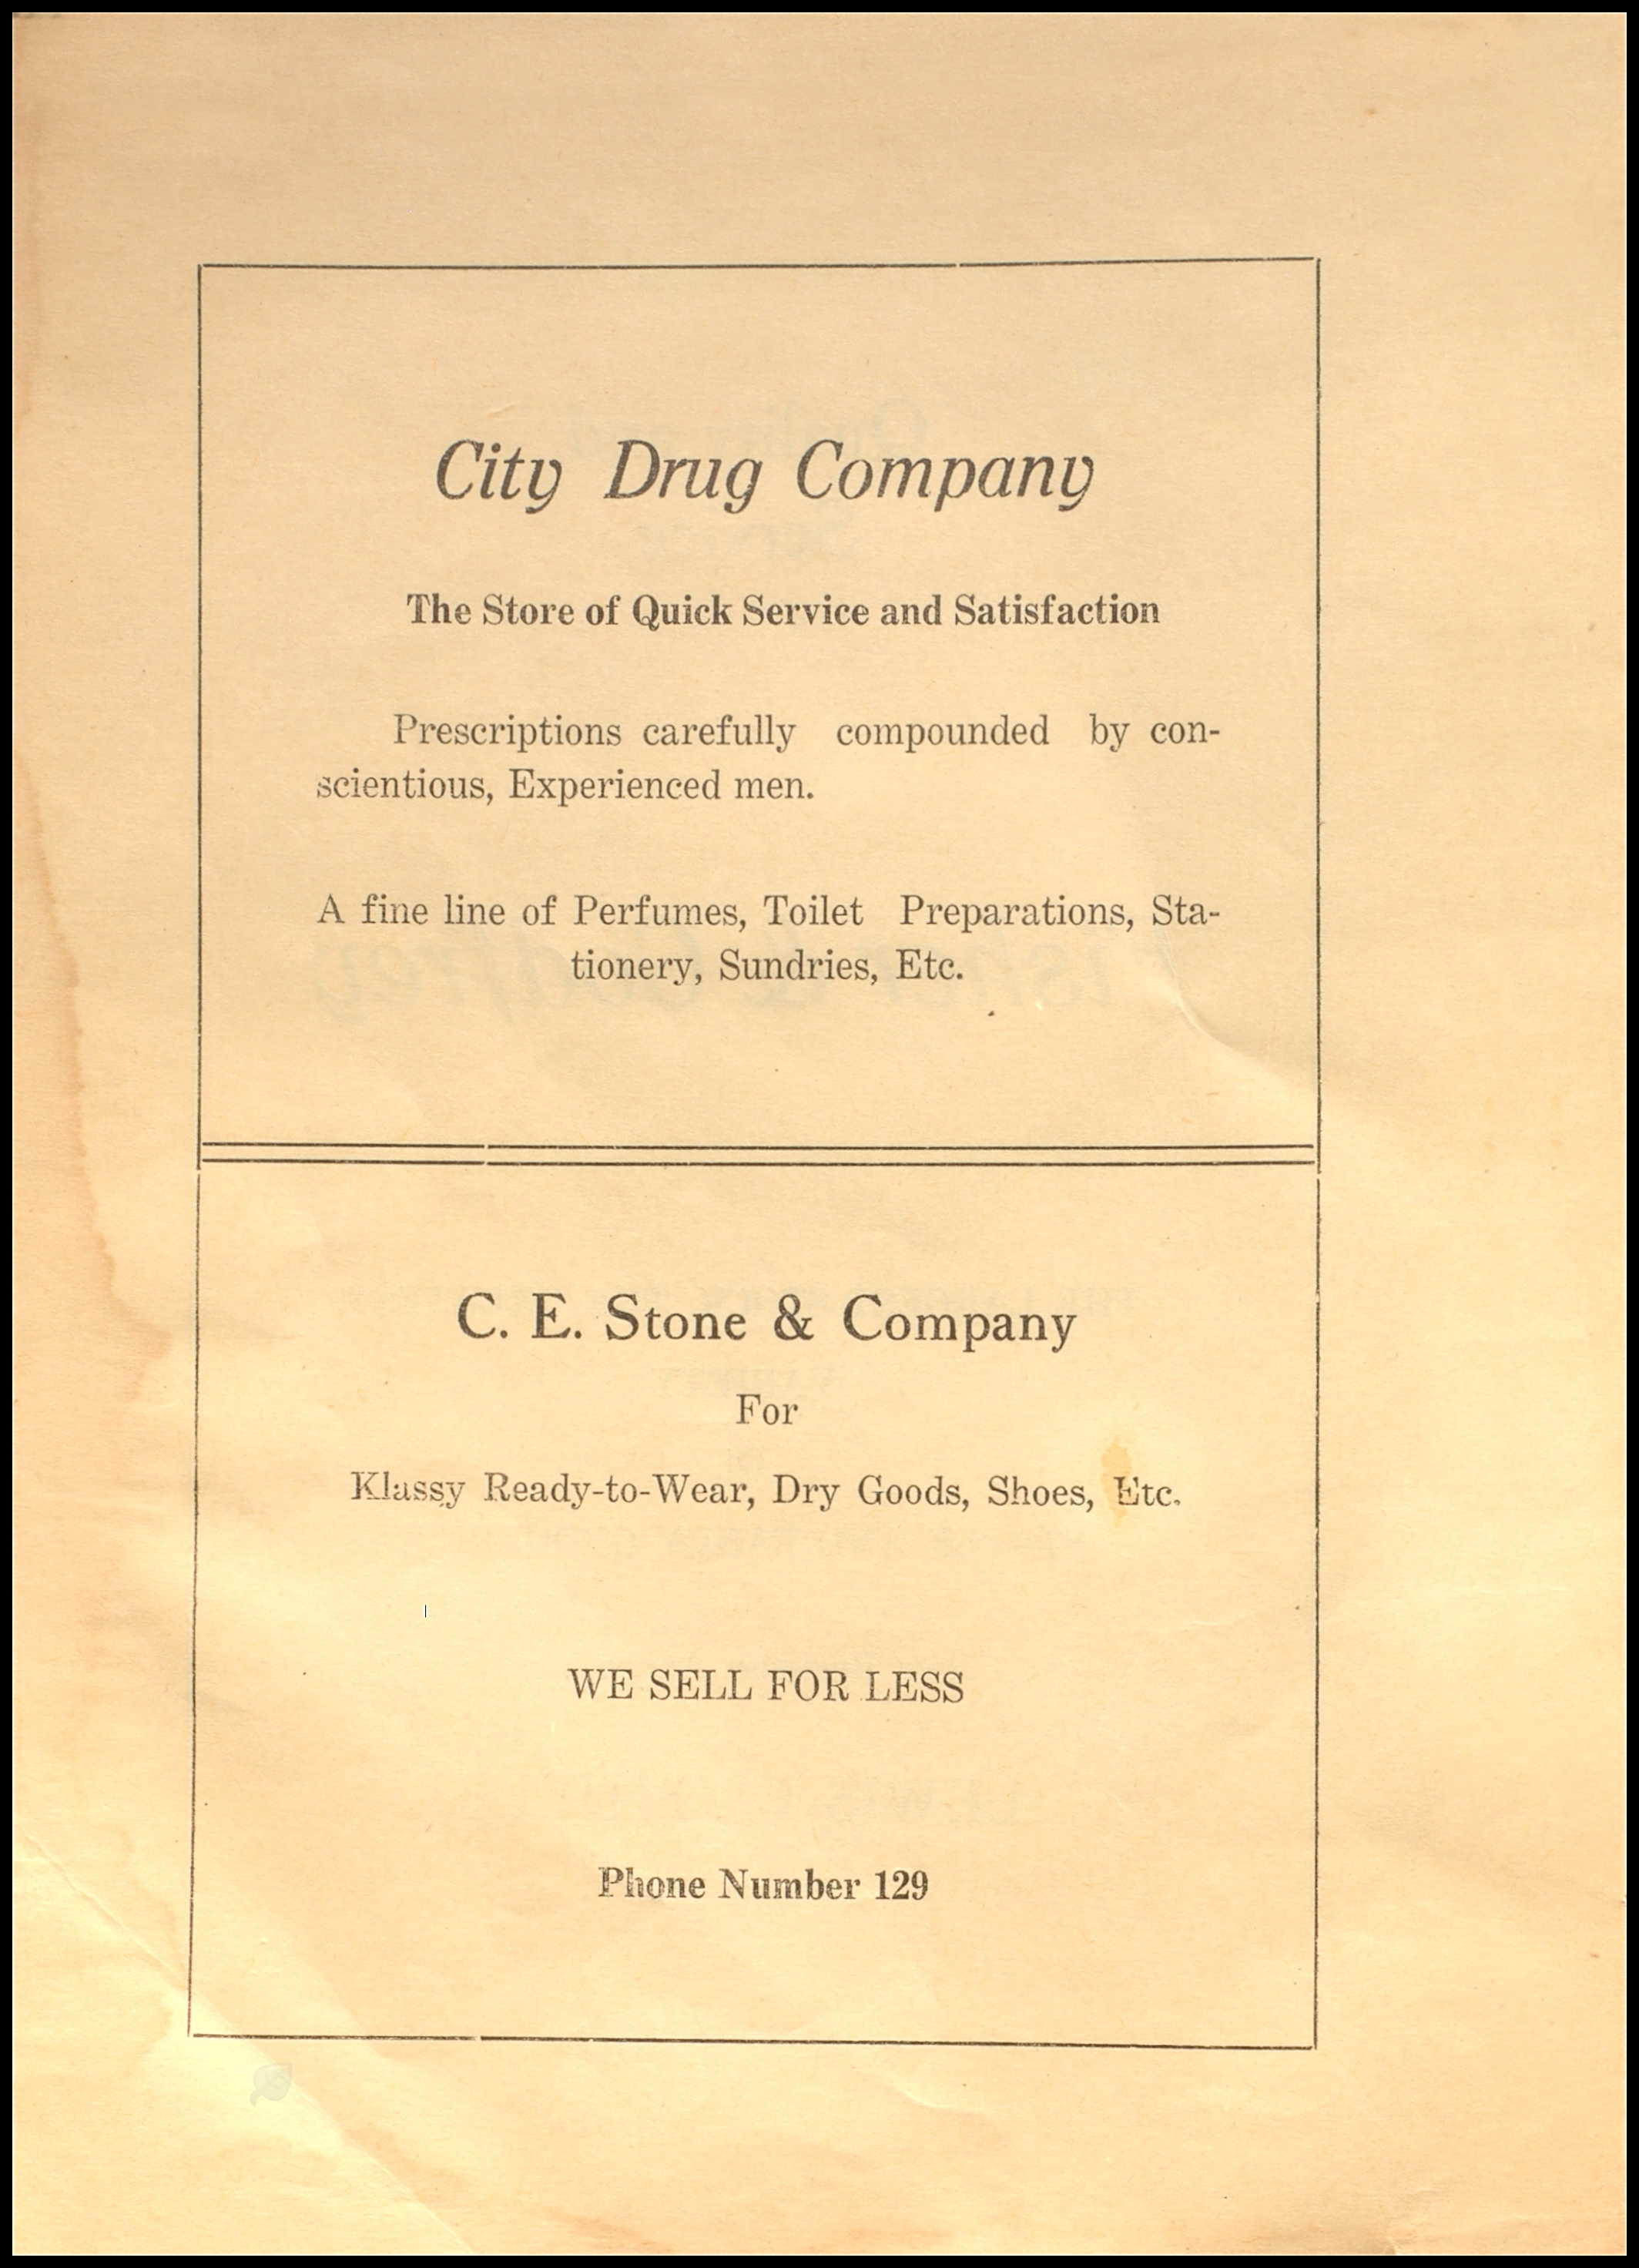 City Drug Company
The Store of Quick Service and Satisfaction
Prescriptions carefully compounded by con-
scientious, Experienced men.
A fine line of Perfumes, Toilet Preparations, Sta-
tionery, Sundries, Etc.
C. E. Stone & Company
For
Klassy Ready-to-Wear, Dry Goods, Shoes, Etc.
WE SELL FOR LESS
Phone Number 129